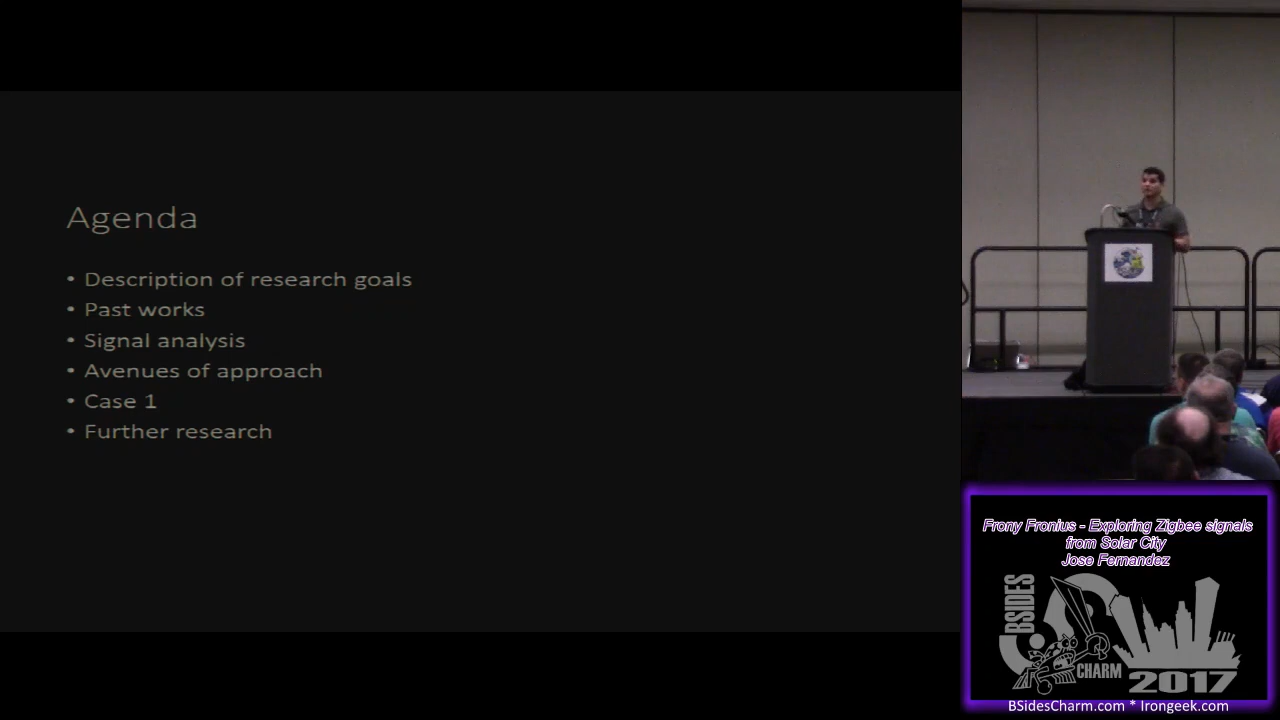 Agenda
• Description of research goals
• Past works
• Signal analysis
• Avenues of approach
• Case 1
• Further research
Frony Fronius - Exploring Zigbee signals
from Solar City
Jose Fernandez
BSIDES
CHARM
2017
BSidesCharm.com * Irongeek.com